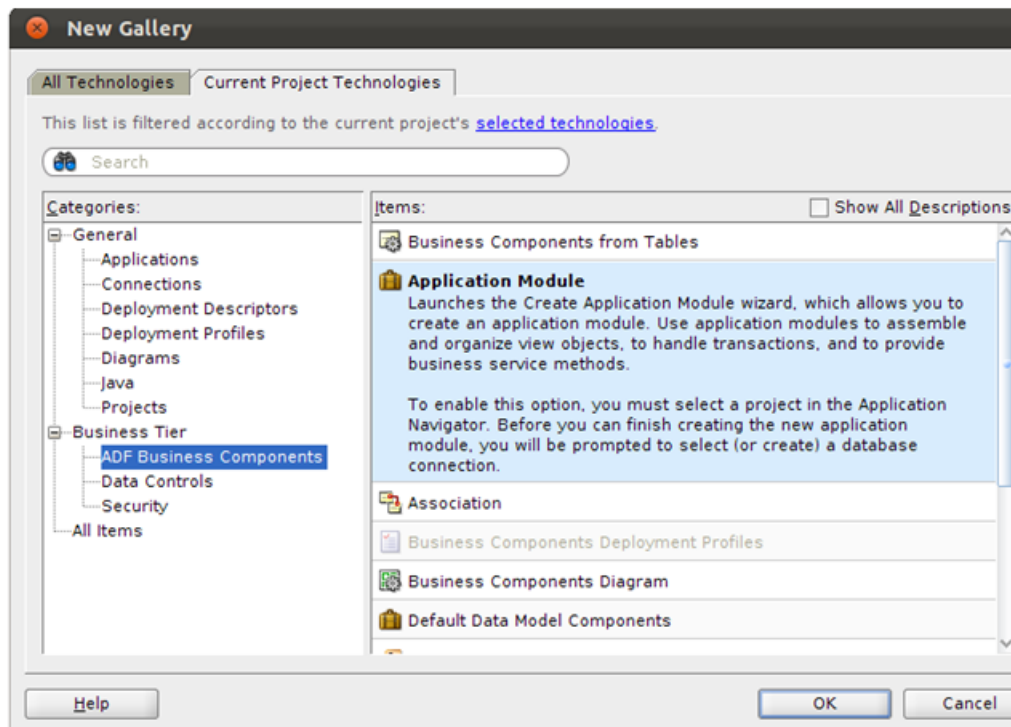 New Gallery
All Technologies
Current Project Technologies
This list is filtered according to the current project's selected technologies.
Search
Categories:
General
Applications
Connections
Deployment Descriptors
Deployment Profiles
Diagrams
Java
Projects
Business Tier
ADF Business Components
Data Controls
Security
All Items
Items:
Show All Descriptions
Business Components from Tables
Application Module
Launches the Create Application Module wizard, which allows you to
create an application module. Use application modules to assemble
and organize view objects, to handle transactions, and to provide
business service methods.
To enable this option, you must select a project in the Application
Navigator. Before you can finish creating the new application
module, you will be prompted to select (or create) a database
connection.
Association
Business Components Deployment Profiles
Business Components Diagram
Default Data Model Components
Help
OK
Cancel